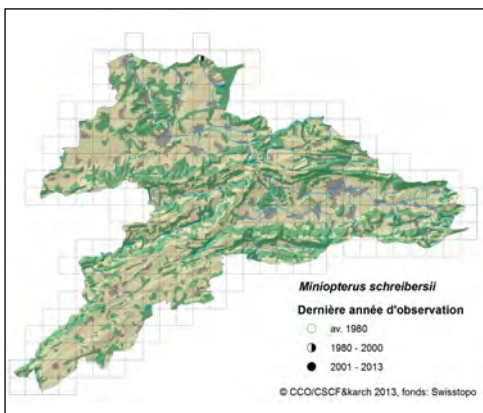 Miniopterus schreibersii
Dernière année d'observation
av. 1980
1980 - 2000
2001 - 2013
© CCO/CSCF&karch 2013, fonds: Swisstopo